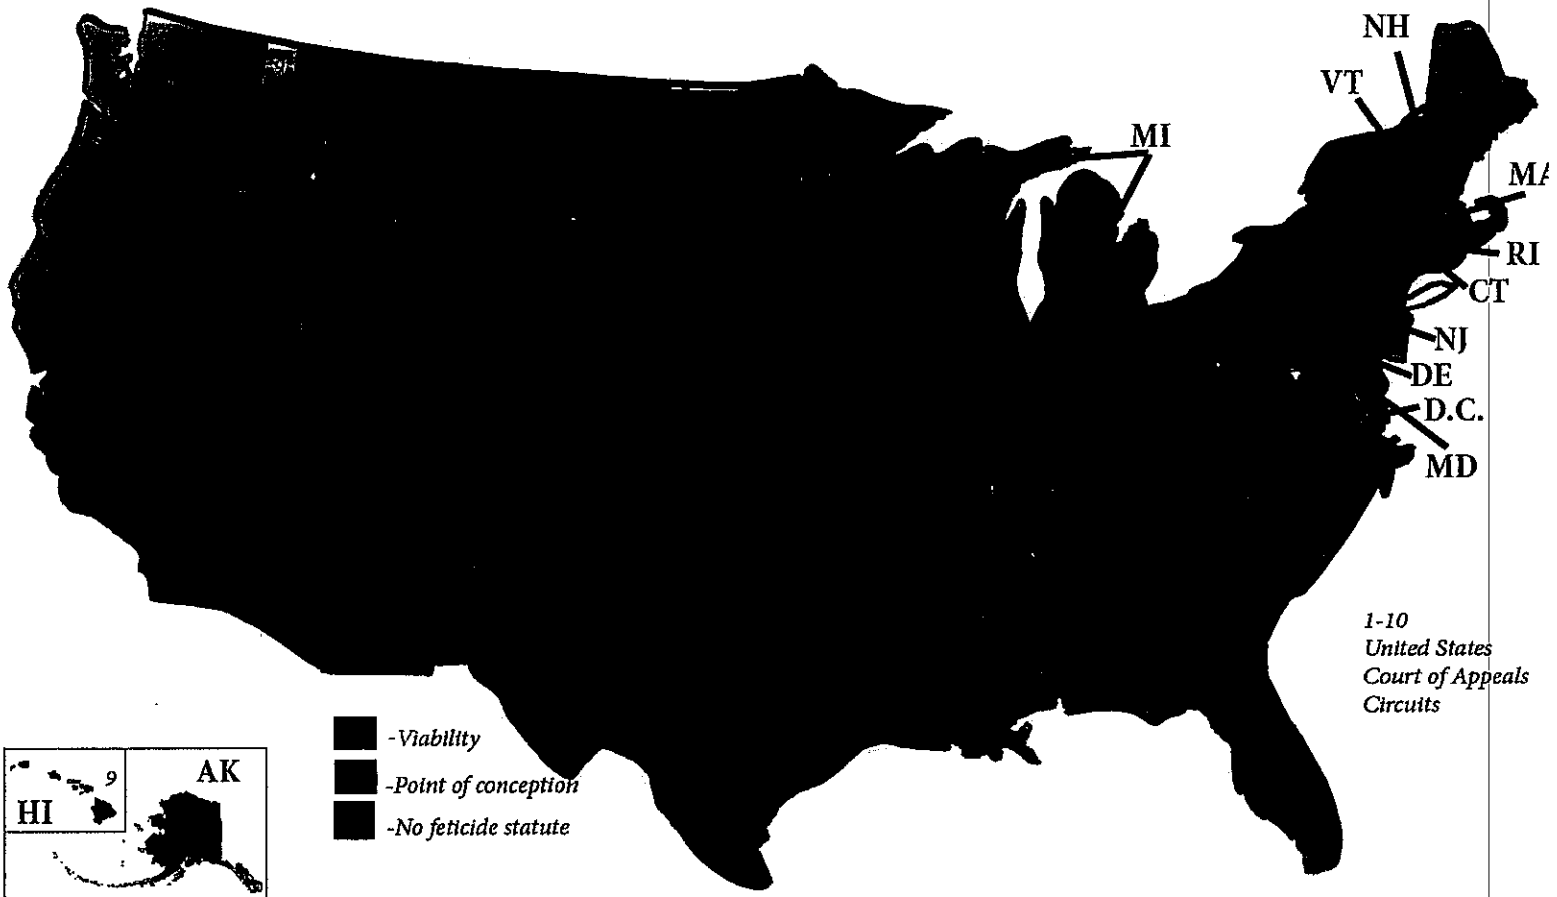 NH
VT
MI
MA
RI
CT
NJ
DE
D.C.
MD
1-10
United States
Court of Appeals
Circuits
-Viability
-Point of conception
-No feticide statute
9
AK
HI